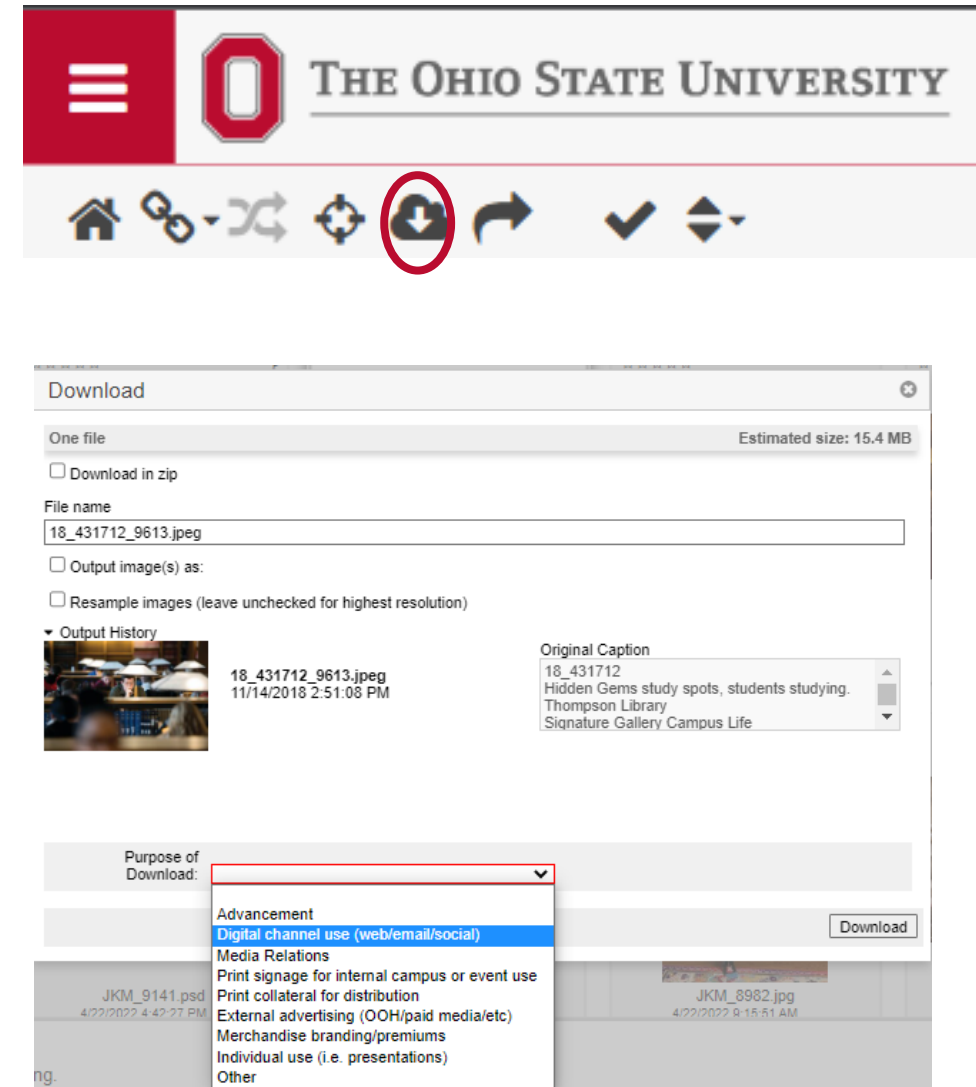 THE OHIO STATE UNIVERSITY
Download
One file
Estimated size: 15.4 MB
Download in zip
File name
18_431712_9613.jpeg
Output image(s) as:
Resample images (leave unchecked for highest resolution)
Output History
18_431712_9613.jpeg
11/14/2018 2:51:08 PM
Original Caption
18_431712
Hidden Gems study spots, students studying.
Thompson Library
Signature Gallery Campus Life
Purpose of
Download:
Advancement
Digital channel use (web/email/social)
Media Relations
Print signage for internal campus or event use
Print collateral for distribution
External advertising (OOH/paid media/etc)
Merchandise branding/premiums
Individual use (i.e. presentations)
Other
Download
JKM_9141.psd
4/22/2022 4:42:27 PM
JKM_8982.jpg
4/22/2022 9:15:51 AM
ng.